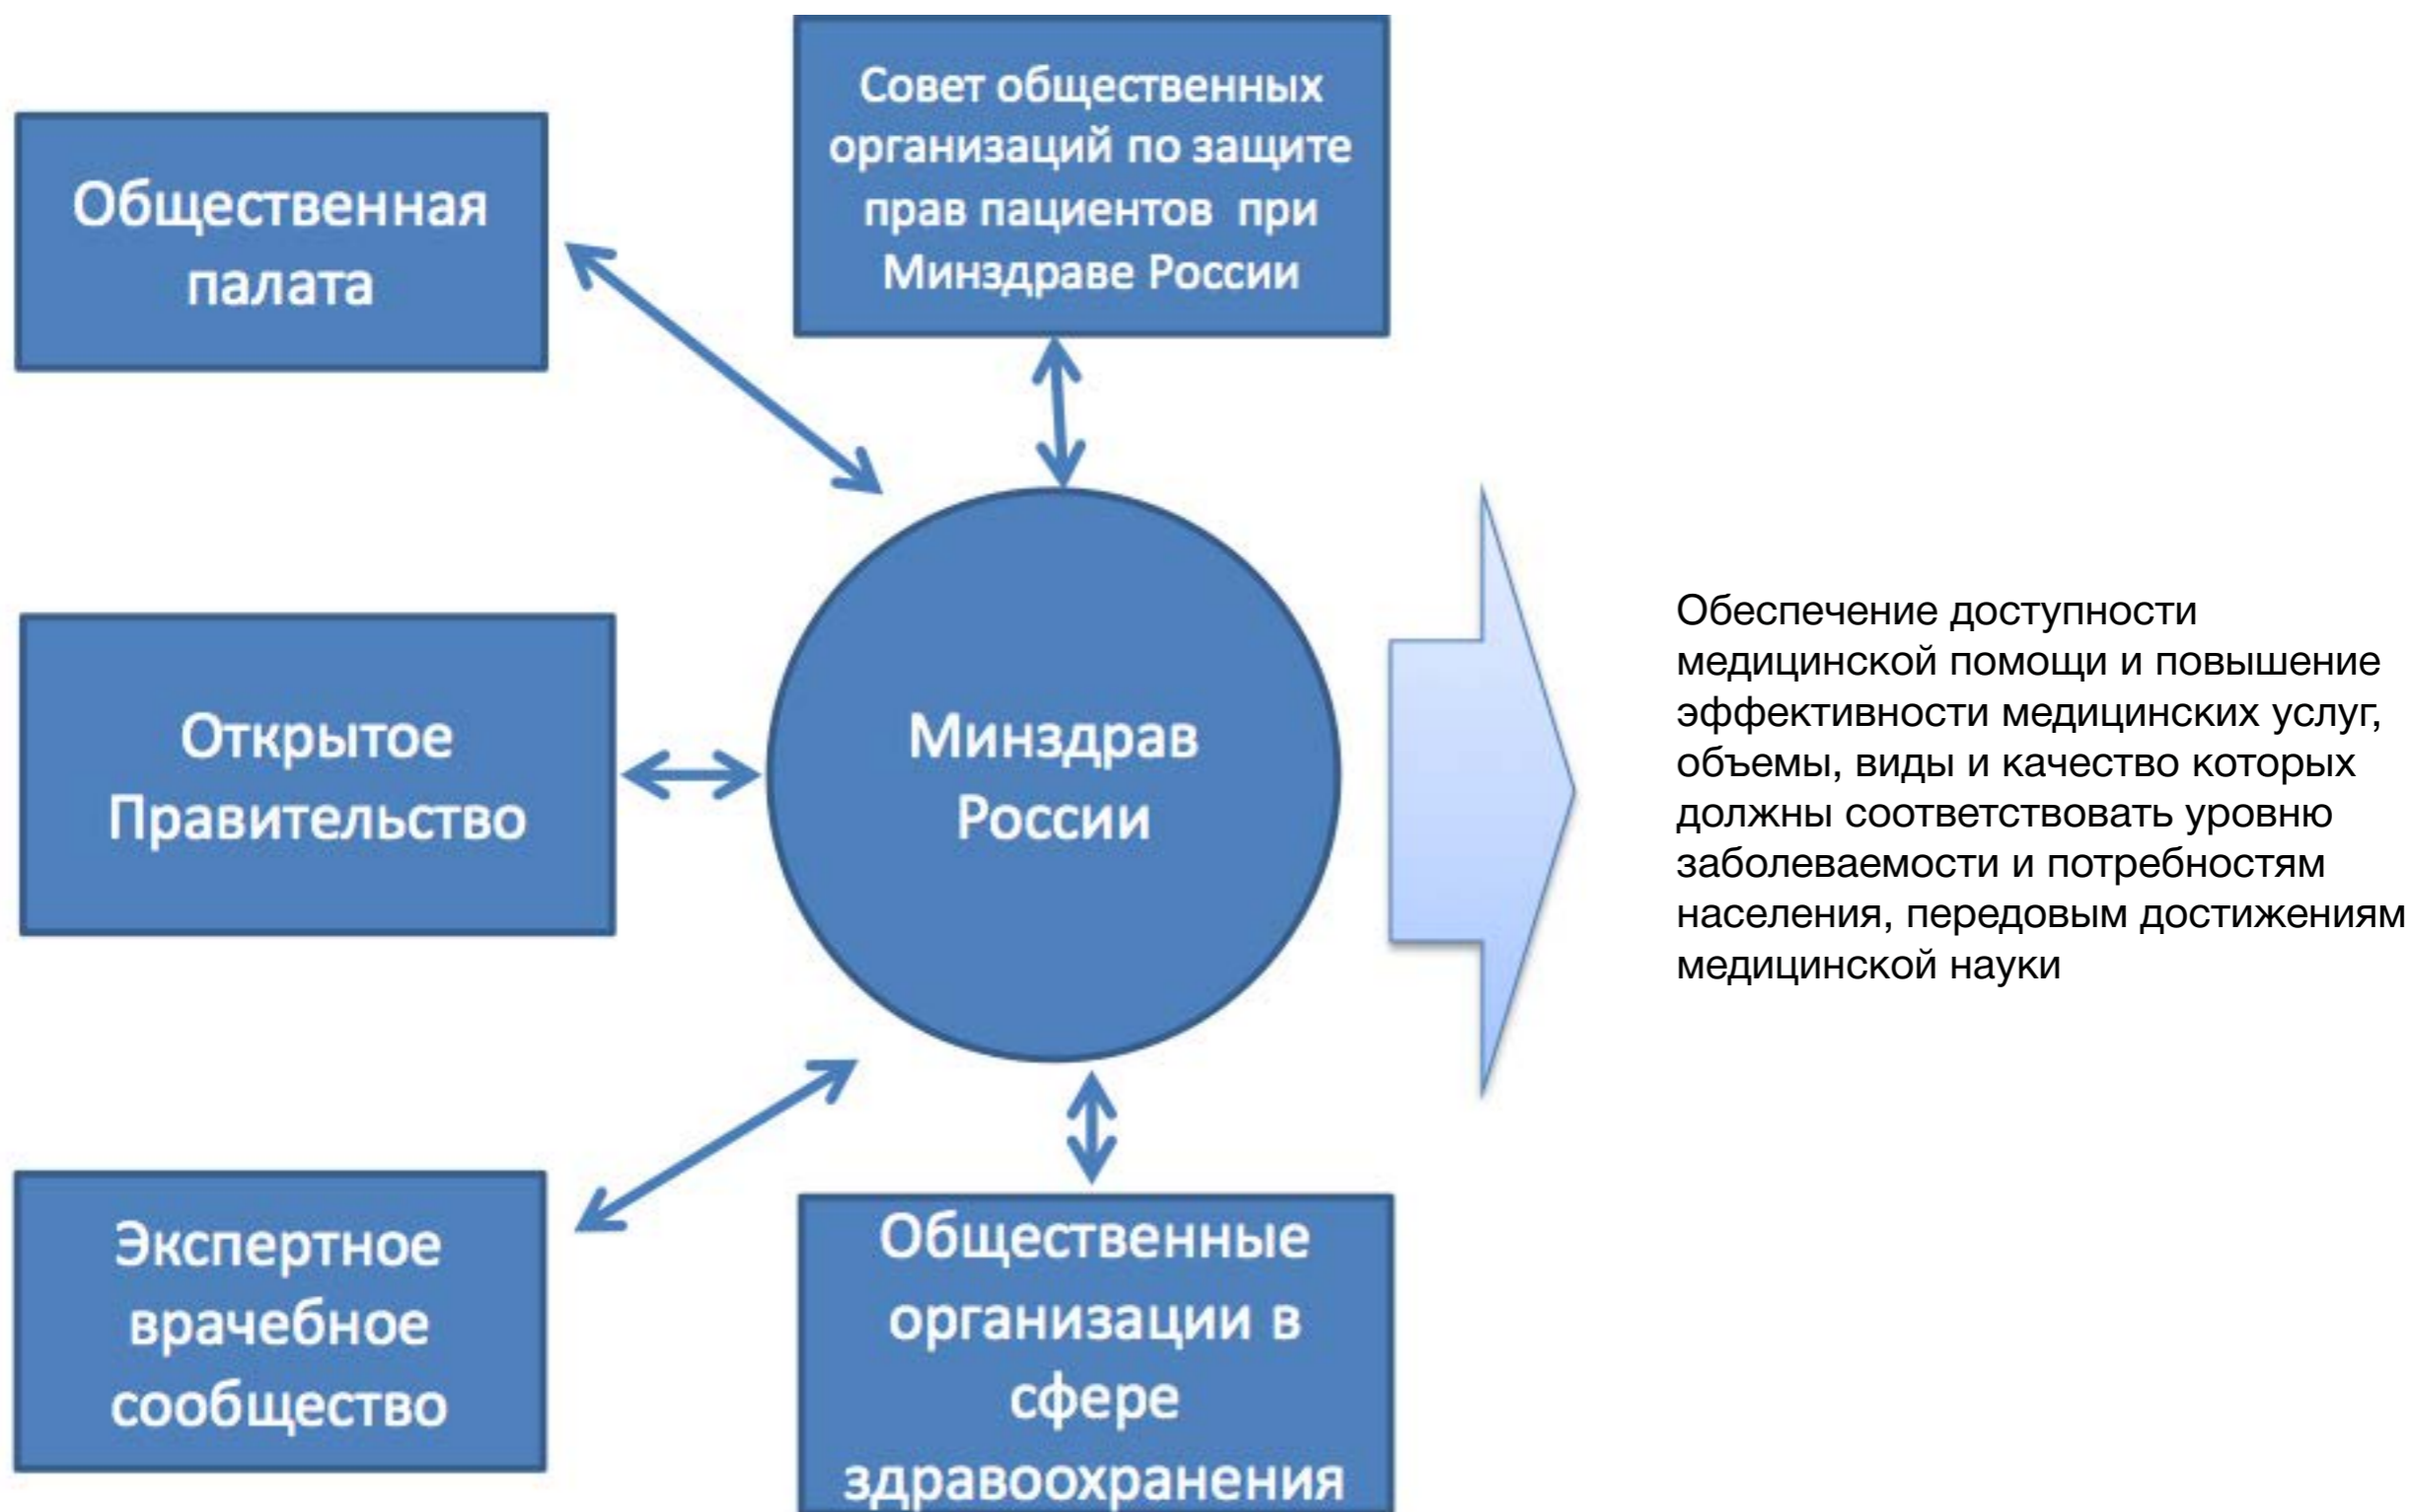 Совет общественных
организаций по защите
прав пациентов при
Минздраве России
Общественная
палата
Открытое
Правительство
Минздрав
России
Обеспечение доступности
медицинской помощи и повышение
эффективности медицинских услуг,
объемы, виды и качество которых
должны соответствовать уровню
заболеваемости и потребностям
населения, передовым достижениям
медицинской науки
Экспертное
врачебное
сообщество
Общественные
организации в
сфере
здравоохранения